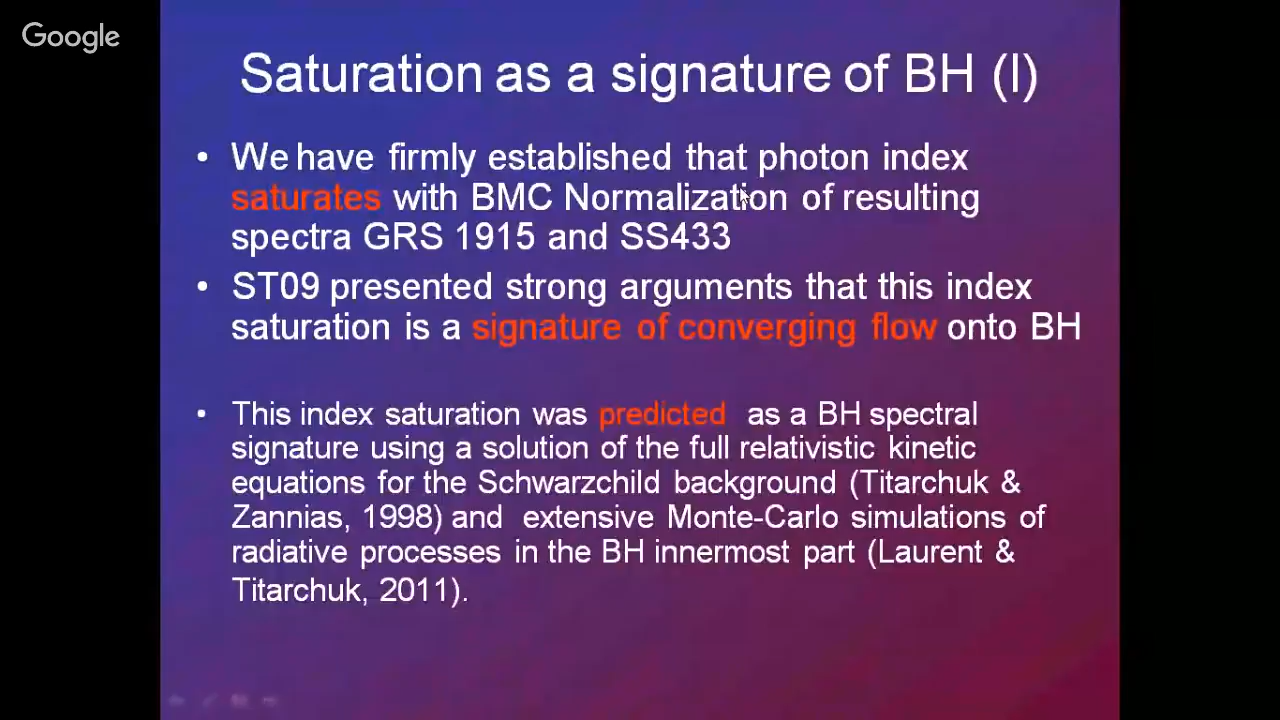 Google
Saturation as a signature of BH (I)
• We have firmly established that photon index
saturates with BMC Normalization of resulting
spectra GRS 1915 and SS433
• ST09 presented strong arguments that this index
saturation is a signature of converging flow onto BH
• This index saturation was predicted as a BH spectral
signature using a solution of the full relativistic kinetic
equations for the Schwarzchild background (Titarchuk &
Zannias, 1998) and extensive Monte-Carlo simulations of
radiative processes in the BH innermost part (Laurent &
Titarchuk, 2011).